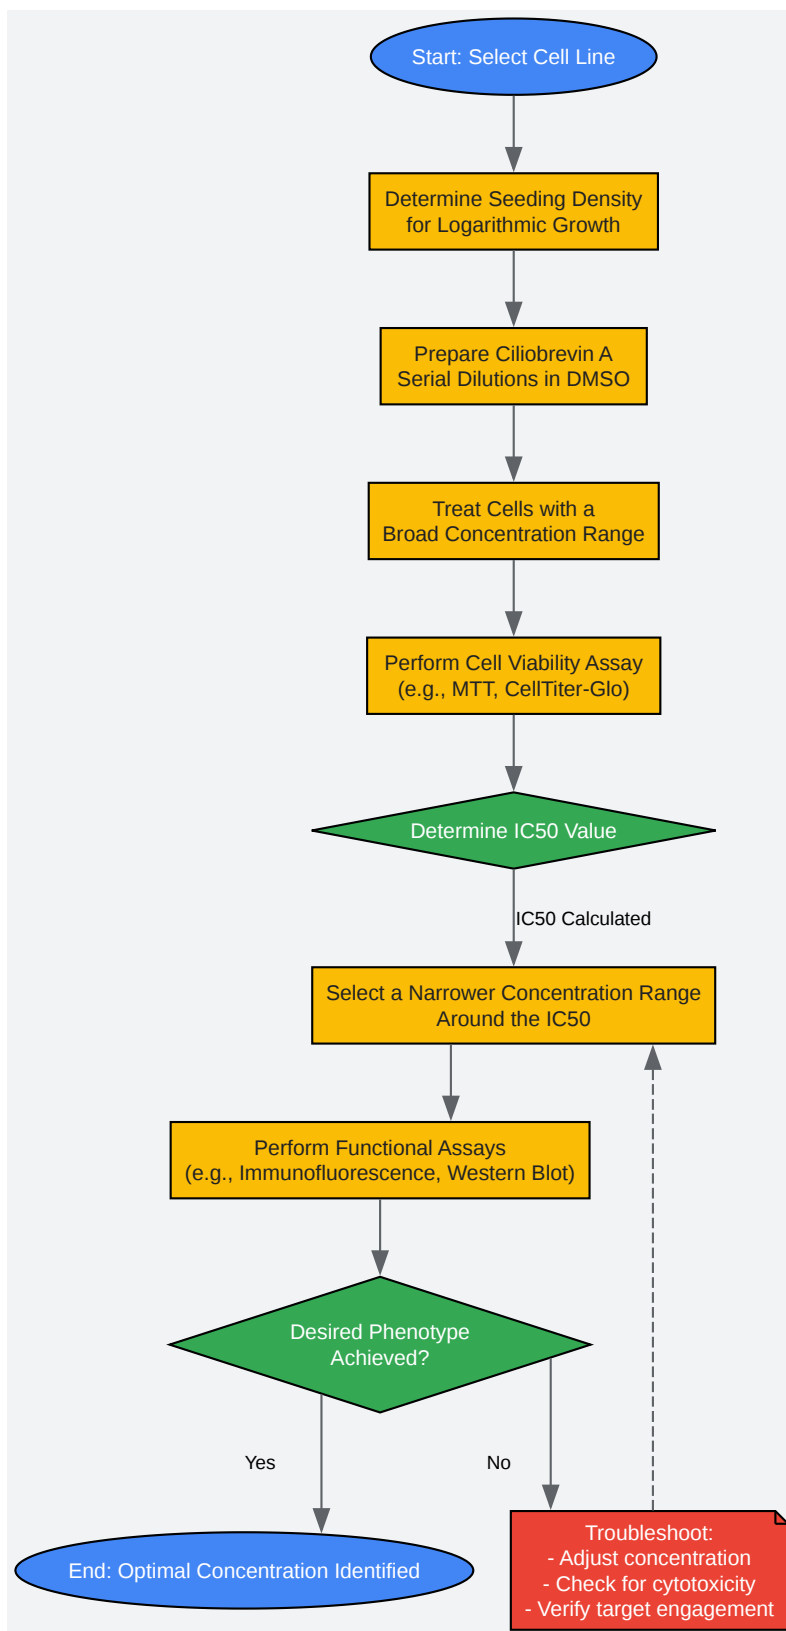 Start: Select Cell Line
Determine Seeding Density
for Logarithmic Growth
Prepare Ciliobrevin A
Serial Dilutions in DMSO
Treat Cells with a
Broad Concentration Range
Perform Cell Viability Assay
(e.g., MTT, CellTiter-Glo)
Determine IC50 Value
IC50 Calculated
Select a Narrower Concentration Range
Around the IC50
Perform Functional Assays
(e.g., Immunofluorescence, Western Blot)
Desired Phenotype
Achieved?
Yes
No
End: Optimal Concentration Identified
Troubleshoot:
- Adjust concentration
- Check for cytotoxicity
- Verify target engagement